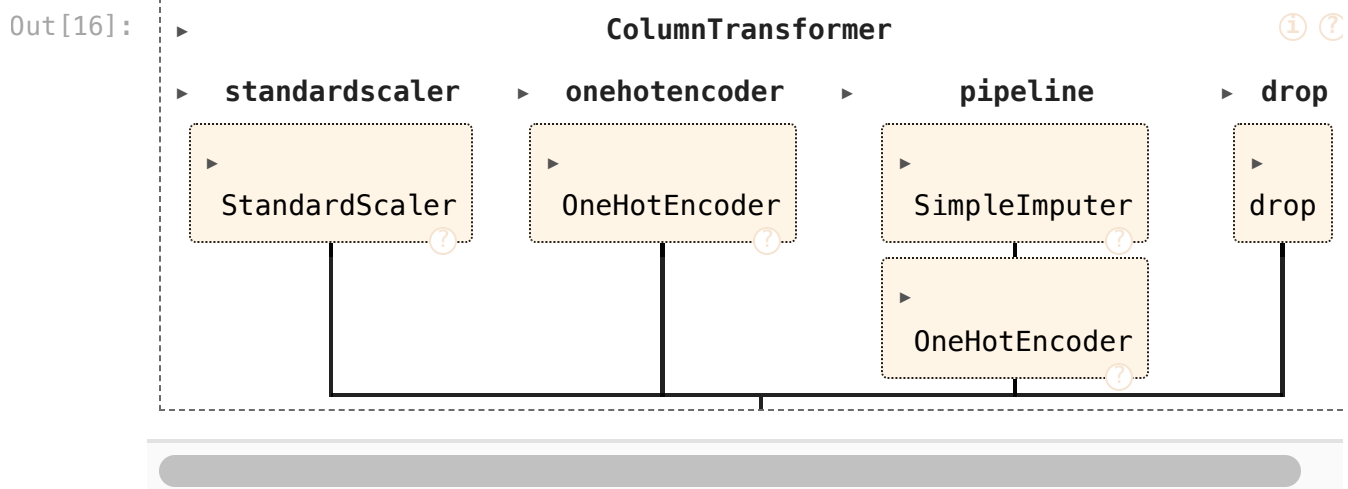 Out[16]:
ColumnTransformer
i ?
standardscaler onehotencoder pipeline drop
StandardScaler OneHotEncoder SimpleImputer drop
? ? ?
OneHotEncoder
?